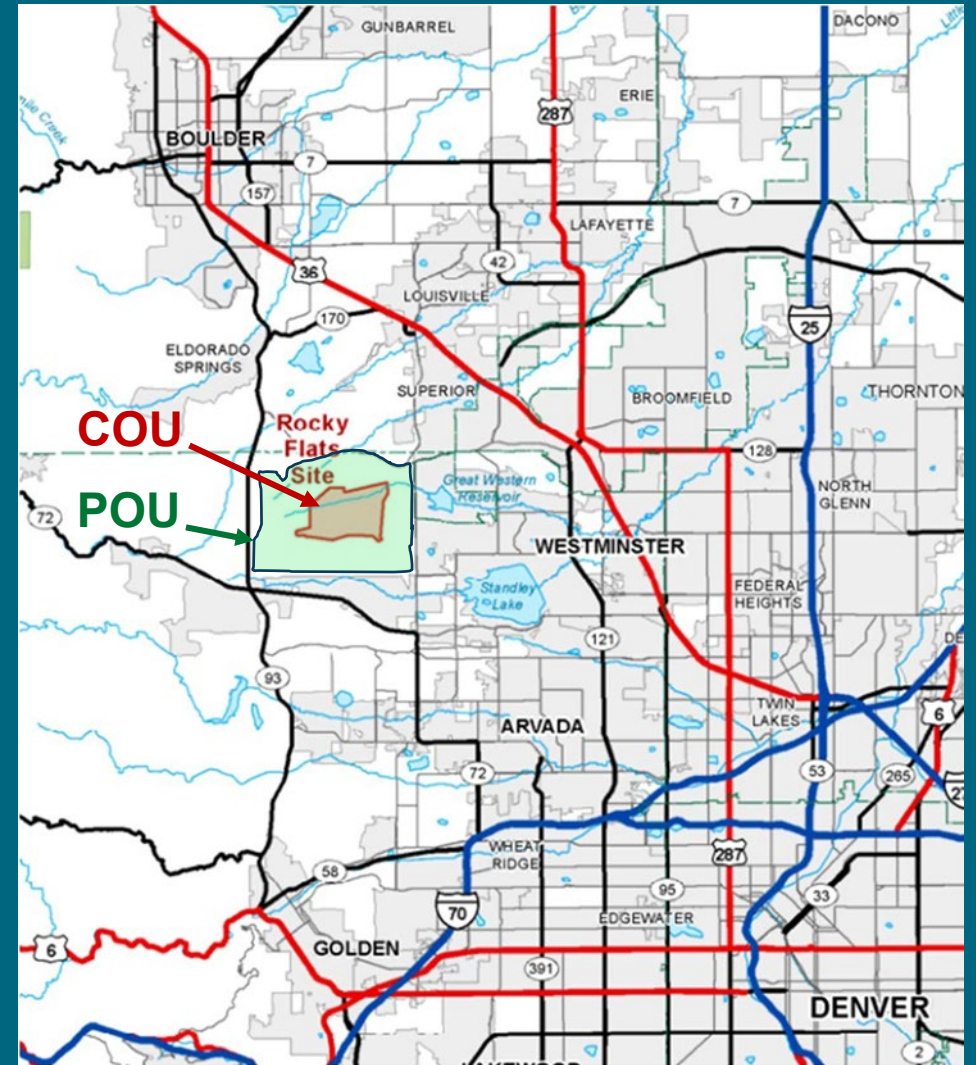 GUNBARREL
DACONO
ERIE
287
BOULDER
7
157
7
LAFAYETTE
42
36
LOUISVILLE
170
25
ELDORADO
SPRINGS
SUPERIOR
BROOMFIELD
THORNTON
COU
Rocky
Flats
Site
128
Great Western
Reservoir
NORTH
GLENN
POU
72
WESTMINSTER
Standley
Lake
FEDERAL
HEIGHTS
121
93
TWIN
LAKES
6
ARVADA
72
53
265
WHEAT
RIDGE
287
58
95
33
70
EDGEWATER
6
GOLDEN
391
DENVER
2